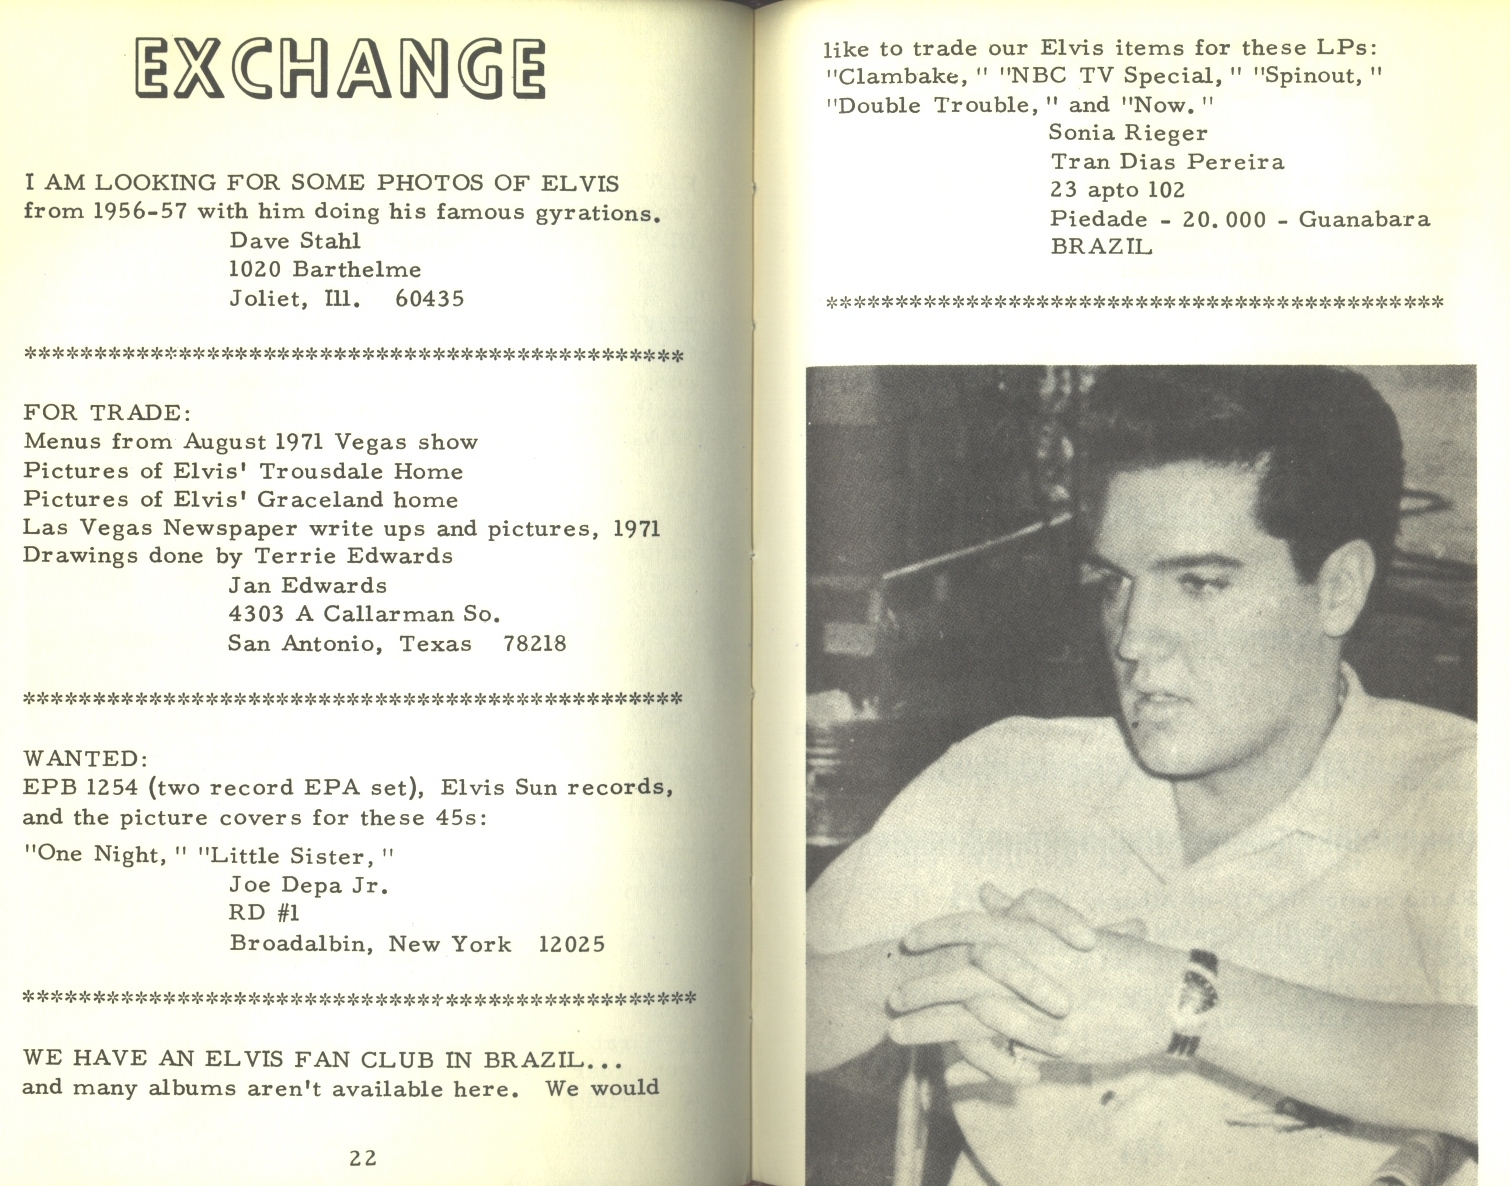 EXCHANGE
I AM LOOKING FOR SOME PHOTOS OF ELVIS
from 1956-57 with him doing his famous gyrations.
Dave Stahl
1020 Barthelme
Joliet, Ill. 60435
***********************************************
FOR TRADE:
Menus from August 1971 Vegas show
Pictures of Elvis' Trousdale Home
Pictures of Elvis' Graceland home
Las Vegas Newspaper write ups and pictures, 1971
Drawings done by Terrie Edwards
Jan Edwards
4303 A Callarman So.
San Antonio, Texas 78218
***********************************************
WANTED:
EPB 1254 (two record EPA set), Elvis Sun records,
and the picture covers for these 45s:
"One Night," "Little Sister,"
Joe Depa Jr.
RD #1
Broadalbin, New York 12025
************************************************
WE HAVE AN ELVIS FAN CLUB IN BRAZIL...
and many albums aren't available here. We would
22
like to trade our Elvis items for these LPs:
"Clambake," "NBC TV Special," "Spinout,"
"Double Trouble," and "Now."
Sonia Rieger
Tran Dias Pereira
23 apto 102
Piedade - 20.000 - Guanabara
BRAZIL
********************************************